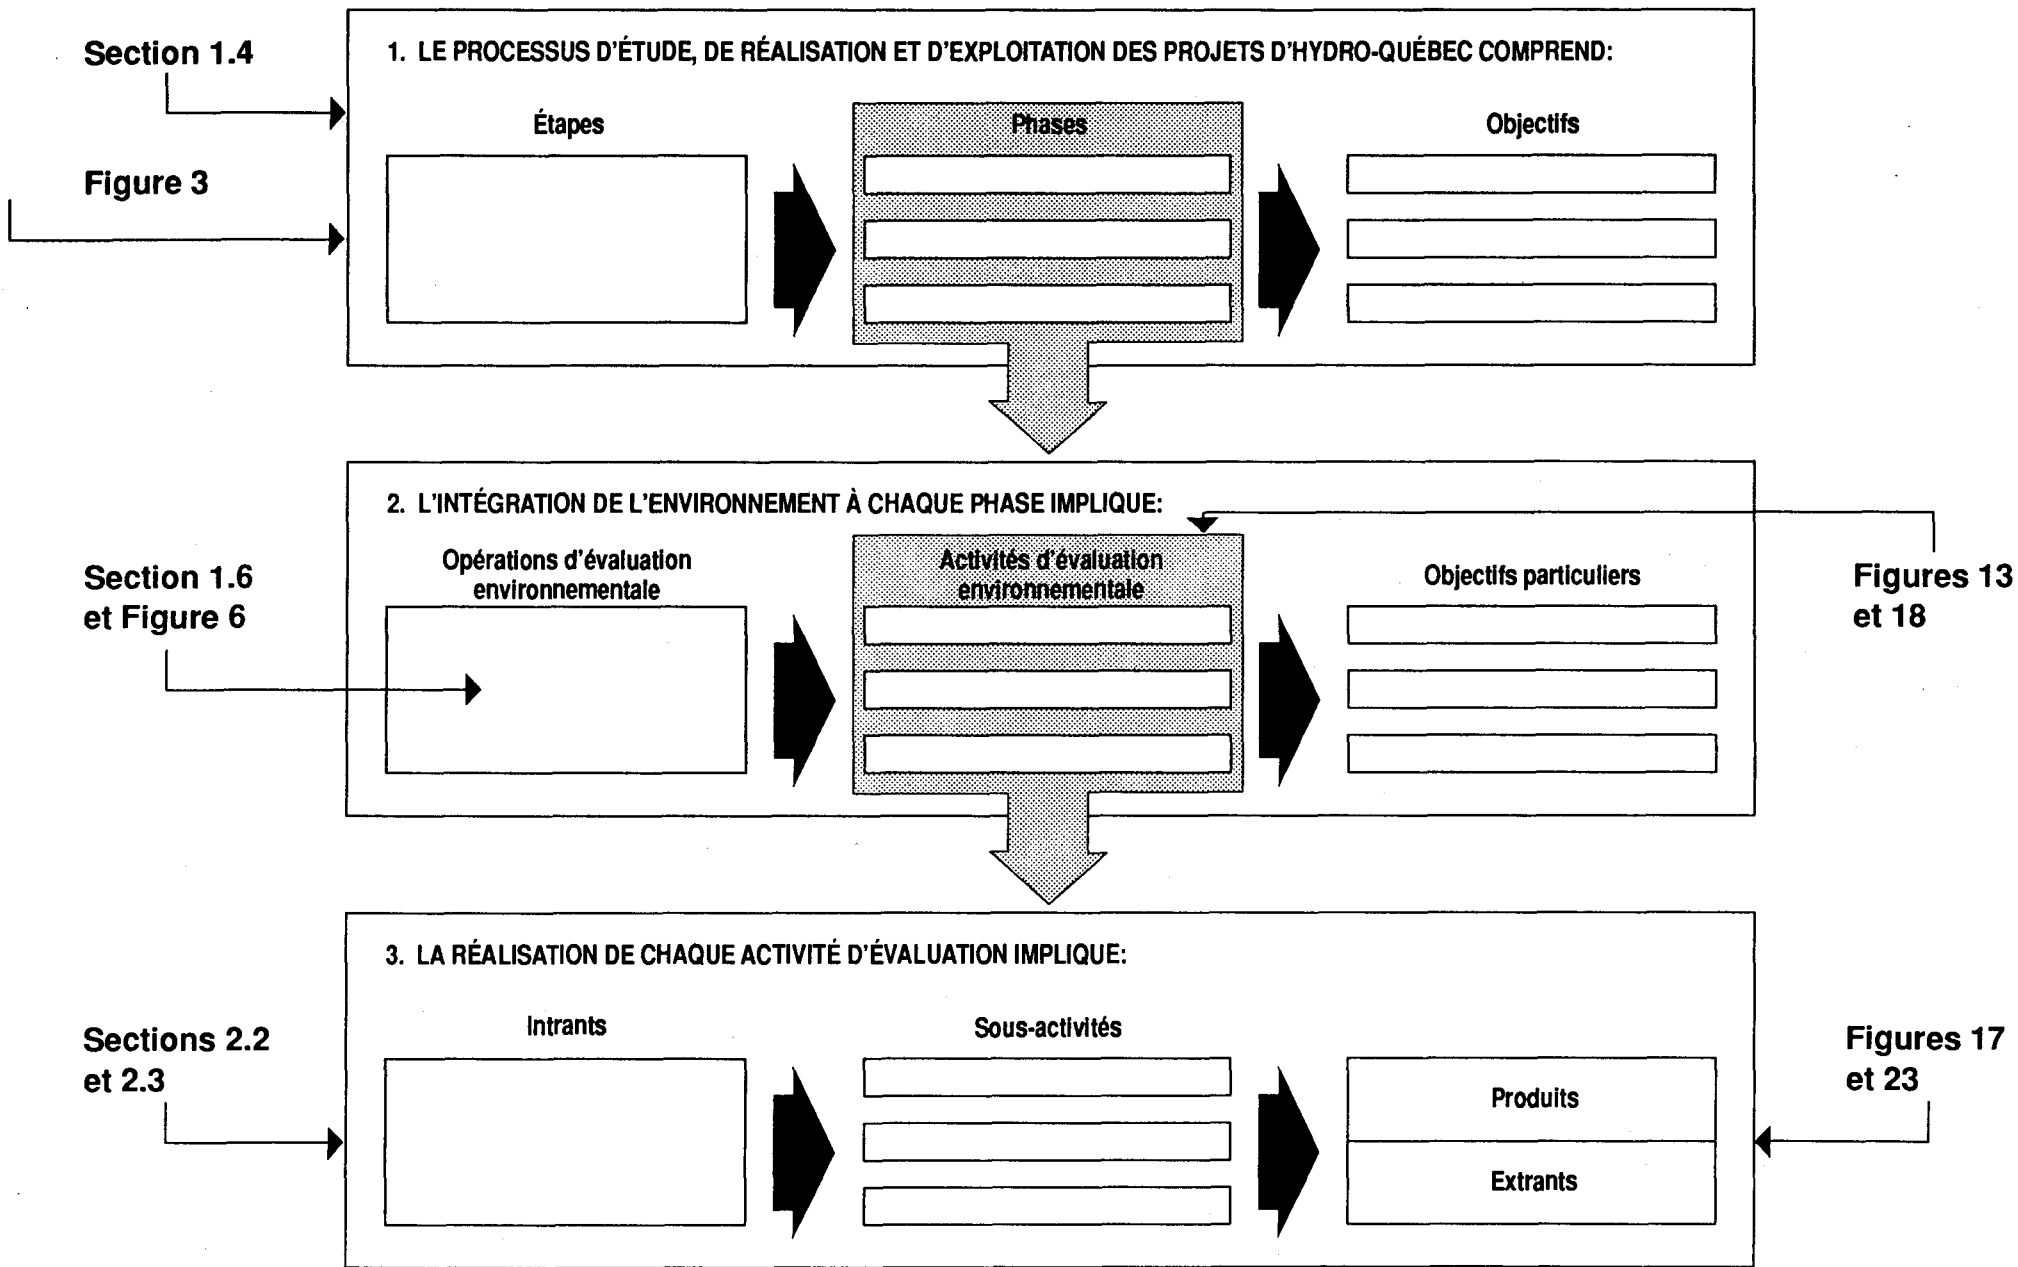 Section 1.4
Figure 3
1. LE PROCESSUS D'ÉTUDE, DE RÉALISATION ET D'EXPLOITATION DES PROJETS D'HYDRO-QUÉBEC COMPREND:
Étapes
Phases
Objectifs
2. L'INTÉGRATION DE L'ENVIRONNEMENT À CHAQUE PHASE IMPLIQUE:
Section 1.6
et Figure 6
Opérations d'évaluation
environnementale
Activités d'évaluation
environnementale
Objectifs particuliers
Figures 13
et 18
3. LA RÉALISATION DE CHAQUE ACTIVITÉ D'ÉVALUATION IMPLIQUE:
Sections 2.2
et 2.3
Intrants
Sous-activités
Produits
Extrants
Figures 17
et 23